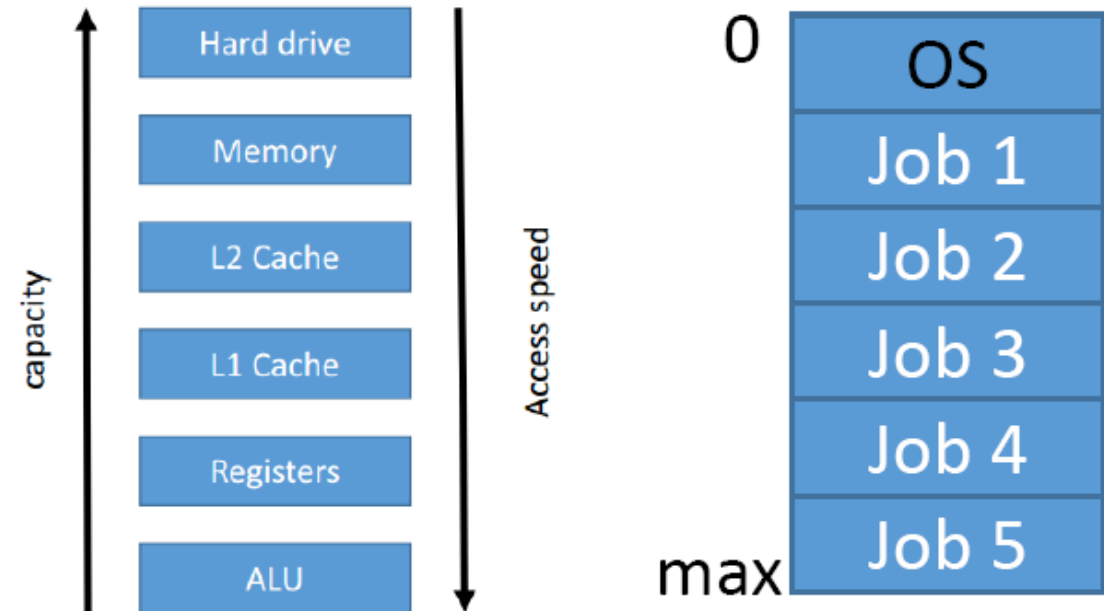 capacity
Hard drive
Memory
L2 Cache
L1 Cache
Registers
ALU
Access speed
0
OS
Job 1
Job 2
Job 3
Job 4
Job 5
max